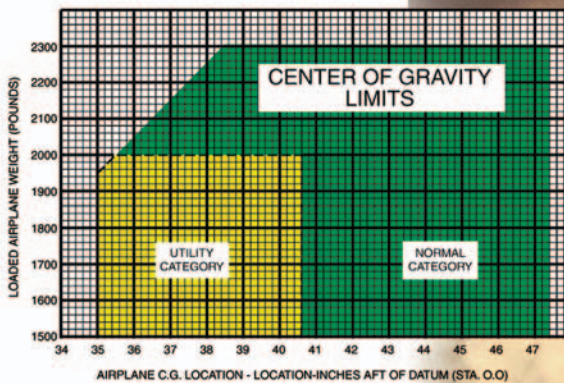 CENTER OF GRAVITY
LIMITS
LOADED AIRPLANE WEIGHT (POUNDS)
2300
2200
2100
2000
1900
1800
1700
1600
1500
UTILITY
CATEGORY
NORMAL
CATEGORY
34 35 36 37 38 39 40 41 42 43 44 45 46 47
AIRPLANE C.G. LOCATION - LOCATION-INCHES AFT OF DATUM (STA. O.O)